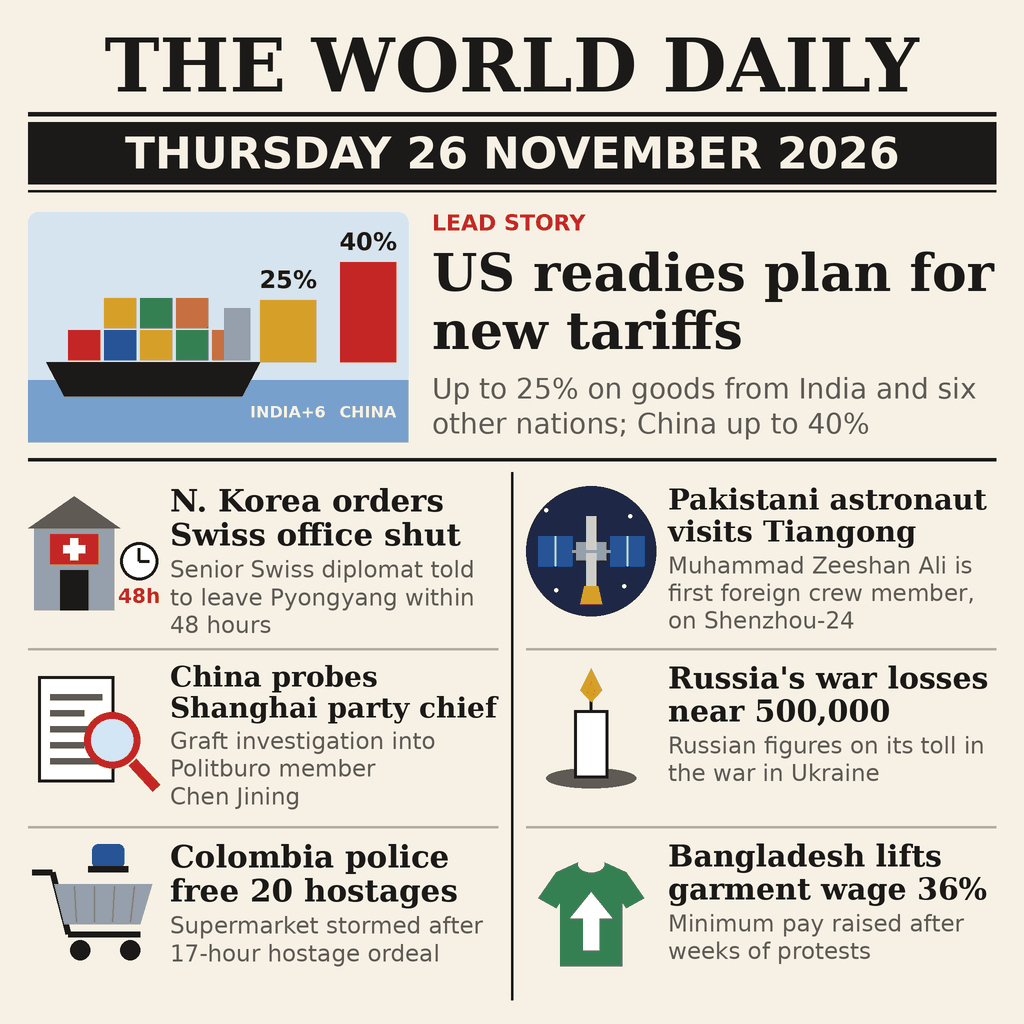 THE WORLD DAILY
THURSDAY 26 NOVEMBER 2026
40%
25%
INDIA+6 CHINA
LEAD STORY
US readies plan for
new tariffs
Up to 25% on goods from India and six
other nations; China up to 40%
48h
N. Korea orders
Swiss office shut
Senior Swiss diplomat told
to leave Pyongyang within
48 hours
Pakistani astronaut
visits Tiangong
Muhammad Zeeshan Ali is
first foreign crew member,
on Shenzhou-24
China probes
Shanghai party chief
Graft investigation into
Politburo member
Chen Jining
Russia's war losses
near 500,000
Russian figures on its toll in
the war in Ukraine
Colombia police
free 20 hostages
Supermarket stormed after
17-hour hostage ordeal
Bangladesh lifts
garment wage 36%
Minimum pay raised after
weeks of protests